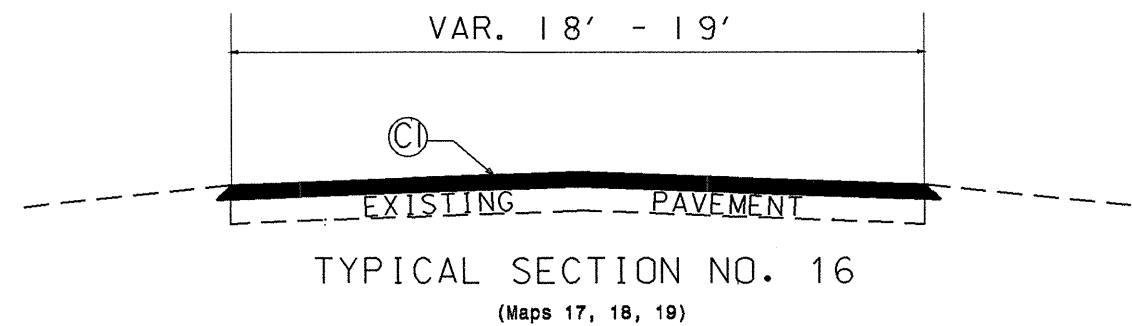 VAR. 18' - 19'
C1
EXISTING PAVEMENT
TYPICAL SECTION NO. 16
(Maps 17, 18, 19)